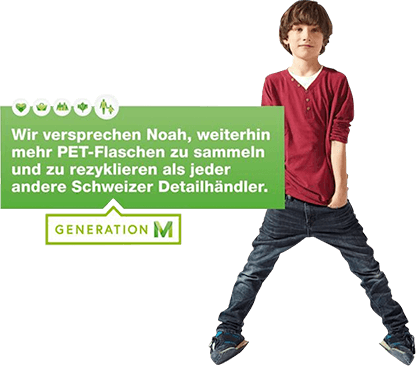 Wir versprechen Noah, weiterhin
mehr PET-Flaschen zu sammeln
und zu rezyklieren als jeder
andere Schweizer Detailhändler.
GENERATION M